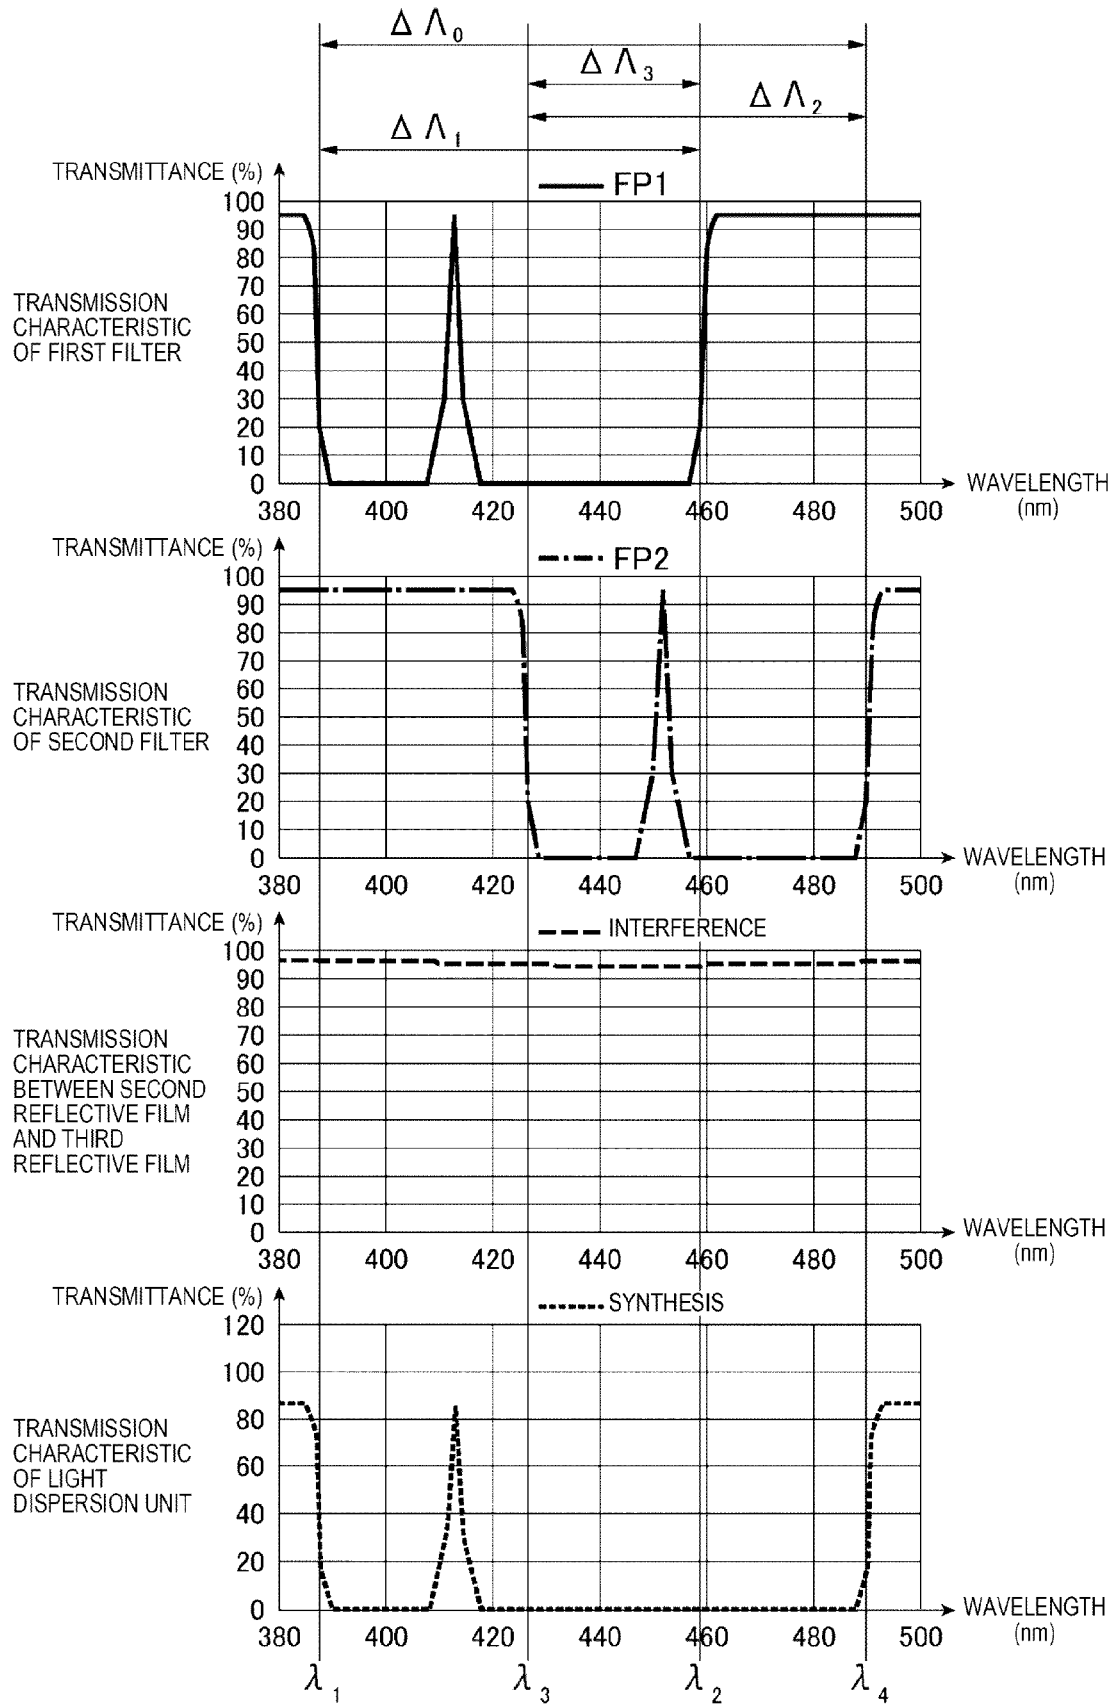 Δ Λ₀
Δ Λ₃
Δ Λ₂
Δ Λ₁
TRANSMITTANCE (%)
FP1
100
90
80
70
60
50
40
30
20
10
0
TRANSMISSION
CHARACTERISTIC
OF FIRST FILTER
380 400 420 440 460 480 500
WAVELENGTH
(nm)
TRANSMITTANCE (%)
FP2
100
90
80
70
60
50
40
30
20
10
0
TRANSMISSION
CHARACTERISTIC
OF SECOND FILTER
380 400 420 440 460 480 500
WAVELENGTH
(nm)
TRANSMITTANCE (%)
INTERFERENCE
100
90
80
70
60
50
40
30
20
10
0
TRANSMISSION
CHARACTERISTIC
BETWEEN SECOND
REFLECTIVE FILM
AND THIRD
REFLECTIVE FILM
380 400 420 440 460 480 500
WAVELENGTH
(nm)
TRANSMITTANCE (%)
SYNTHESIS
120
100
80
60
40
20
0
TRANSMISSION
CHARACTERISTIC
OF LIGHT
DISPERSION UNIT
380 400 420 440 460 480 500
WAVELENGTH
(nm)
λ₁ λ₃ λ₂ λ₄